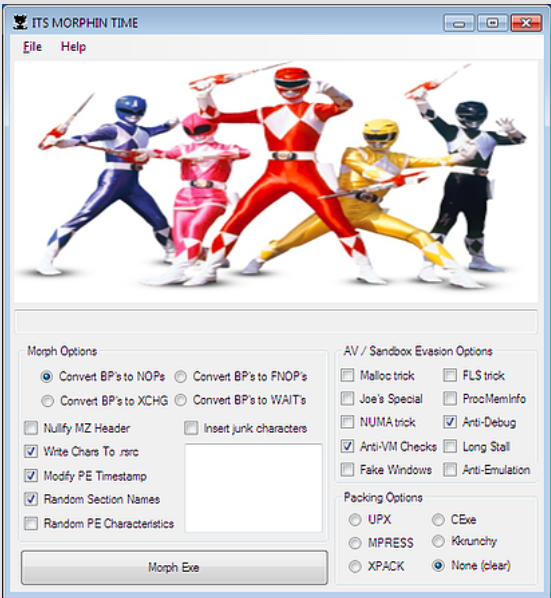 ITS MORPHIN TIME
File Help
Morph Options
Convert BP's to NOPs Convert BP's to FNOP's
Convert BP's to XCHG Convert BP's to WAIT's
Nullify MZ Header Insert junk characters
Write Chars To .rsrc
Modify PE Timestamp
Random Section Names
Random PE Characteristics
Morph Exe
AV / Sandbox Evasion Options
Malloc trick FLS trick
Joe's Special ProcMemInfo
NUMA trick Anti-Debug
Anti-VM Checks Long Stall
Fake Windows Anti-Emulation
Packing Options
UPX CExe
MPRESS Kkrunchy
XPACK None (clear)